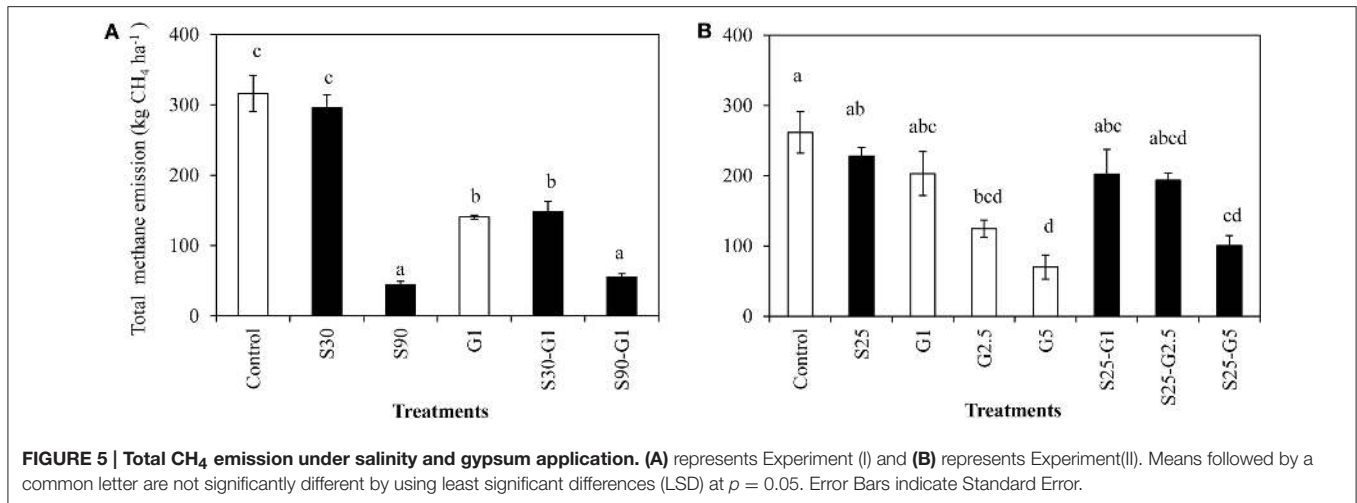 A
Total methane emission (kg CH₄ ha⁻¹)
400
300
200
100
0
c
c
a
b
b
a
Control
S30
S90
G1
S30-G1
S90-G1
Treatments
B
400
300
200
100
0
a
ab
abc
bcd
d
abc
abcd
cd
Control
S25
G1
G2.5
G5
S25-G1
S25-G2.5
S25-G5
Treatments
FIGURE 5 | Total CH₄ emission under salinity and gypsum application. (A) represents Experiment (I) and (B) represents Experiment(II). Means followed by a
common letter are not significantly different by using least significant differences (LSD) at p = 0.05. Error Bars indicate Standard Error.